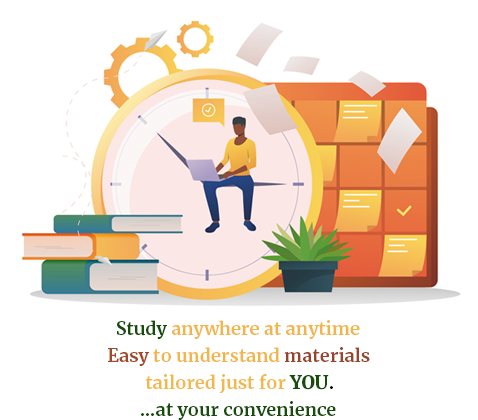 Study anywhere at anytime
Easy to understand materials
tailored just for YOU.
...at your convenience